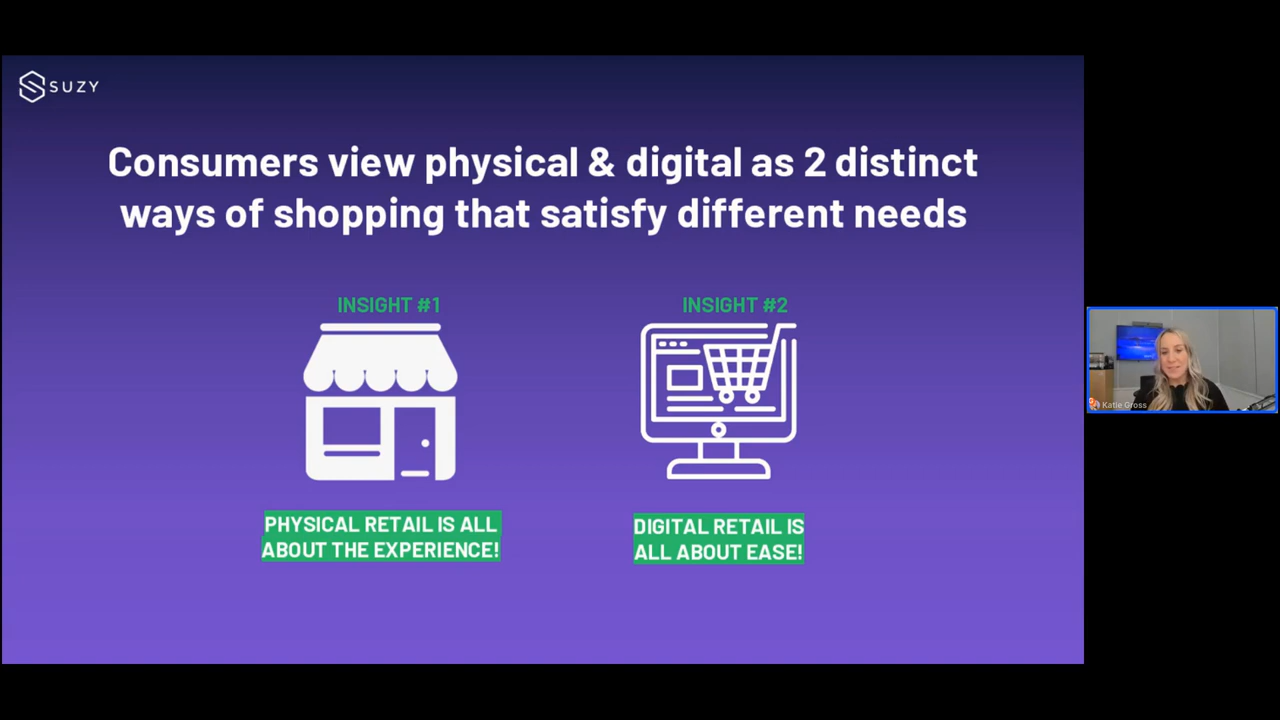 SUZY
Consumers view physical & digital as 2 distinct
ways of shopping that satisfy different needs
INSIGHT #1
INSIGHT #2
PHYSICAL RETAIL IS ALL
ABOUT THE EXPERIENCE!
DIGITAL RETAIL IS
ALL ABOUT EASE!
Katie Gross